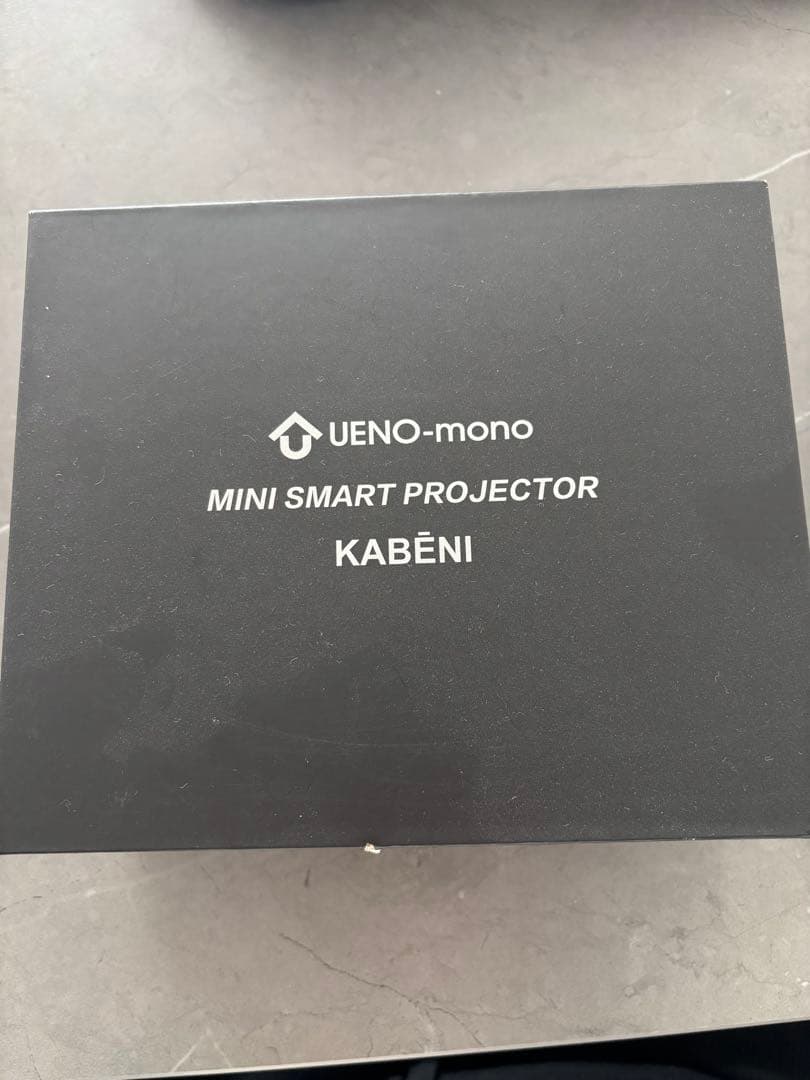 UENO-mono
MINI SMART PROJECTOR
KABĒNI